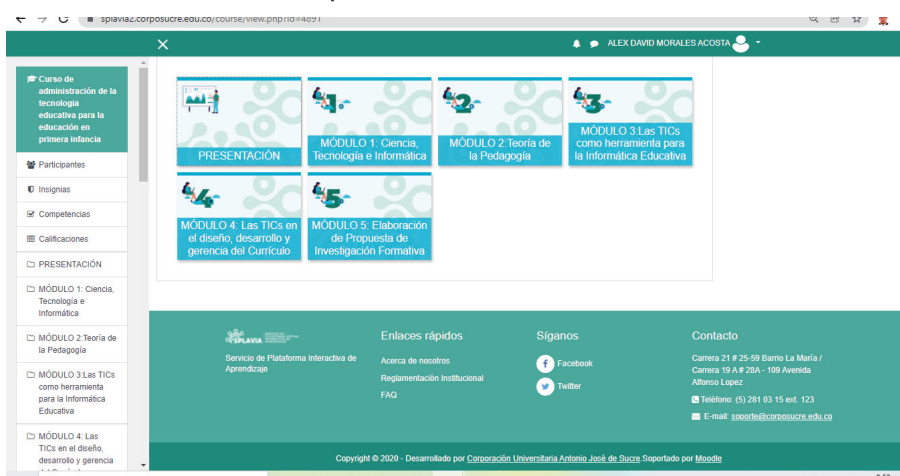 splavia2.corposucre.edu.co/course/view.php?id=4891
ALEX DAVID MORALES ACOSTA
Curso de
administración de la
tecnologia
educativa para la
educación en
primera infancia
Participantes
Insignias
Competencias
Calificaciones
PRESENTACIÓN
MÓDULO 1: Ciencia,
Tecnología e
Informática
MÓDULO 2:Teoría de
la Pedagogía
MÓDULO 3:Las TICs
como herramienta
para la Informática
Educativa
MÓDULO 4: Las
TICs en el diseño,
desarrollo y gerencia
PRESENTACIÓN
1
MÓDULO 1: Ciencia,
Tecnología e Informática
2
MÓDULO 2:Teoría de
la Pedagogía
3
MÓDULO 3:Las TICs
como herramienta para
la Informática Educativa
4
MÓDULO 4: Las TICs en
el diseño, desarrollo y
gerencia del Currículo
5
MÓDULO 5: Elaboración
de Propuesta de
Investigación Formativa
SPLAVIA
Servicio de Plataforma Interactiva de
Aprendizaje
Enlaces rápidos
Acerca de nosotros
Reglamentación Institucional
FAQ
Síganos
Facebook
Twitter
Contacto
Carrera 21 # 25-59 Barrio La María /
Carrera 19 A # 28A - 109 Avenida
Alfonso Lopez
Teléfono: (5) 281 03 15 ext. 123
E-mail: soporte@corposucre.edu.co
Copyright © 2020 - Desarrollado por Corporación Universitaria Antonio José de Sucre.Soportado por Moodle